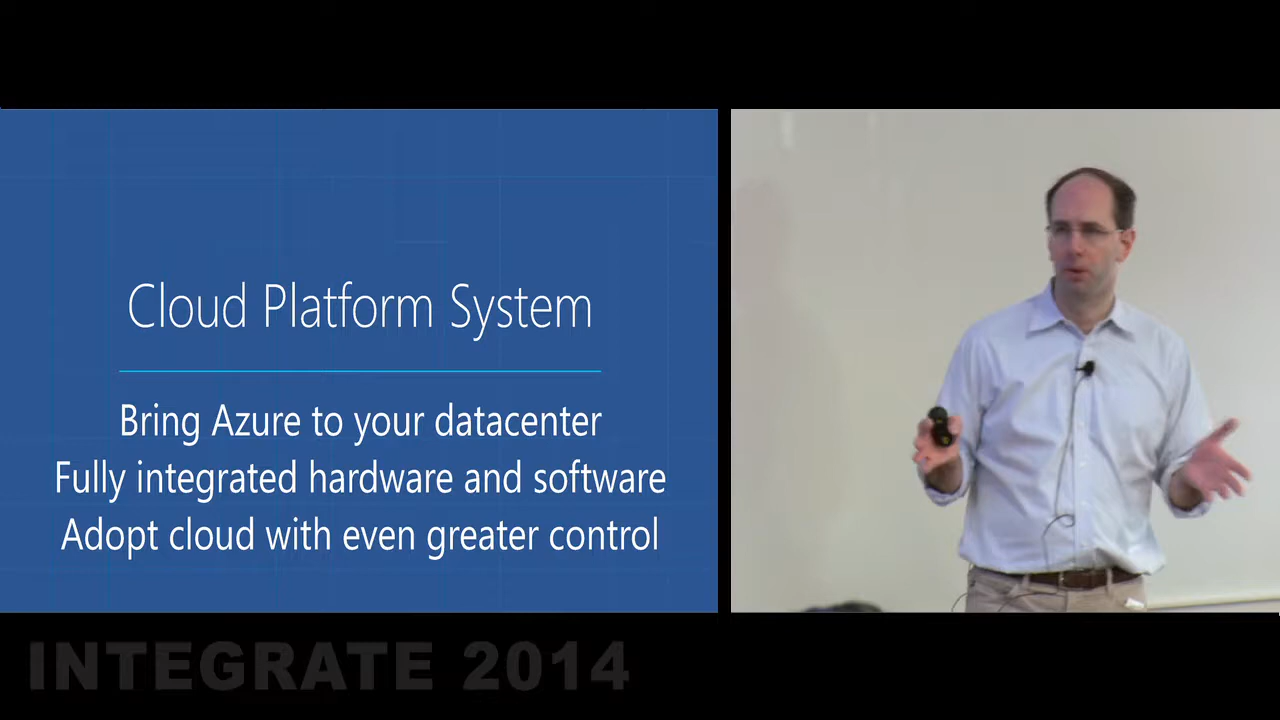 Cloud Platform System
Bring Azure to your datacenter
Fully integrated hardware and software
Adopt cloud with even greater control
INTEGRATE 2014